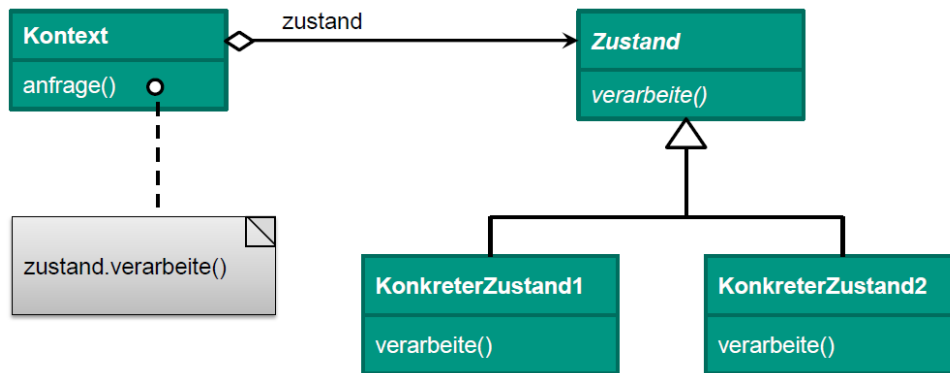 Kontext
anfrage()
zustand
Zustand
verarbeite()
zustand.verarbeite()
KonkreterZustand1
verarbeite()
KonkreterZustand2
verarbeite()